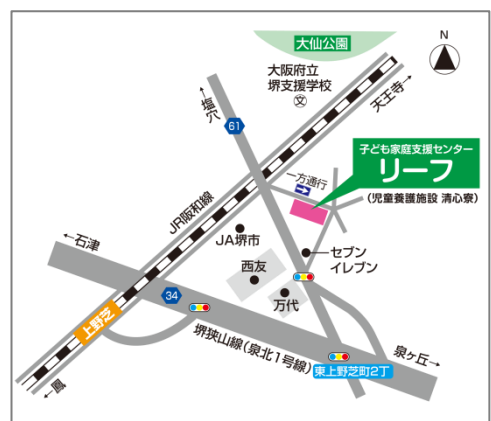 大仙公園
N
大阪府立
堺支援学校
文
天王寺→
←塩穴
61
子ども家庭支援センター
リーフ
(児童養護施設 清心寮)
一方通行
JR阪和線
JA堺市
←石津
セブン
イレブン
西友
万代
34
上野芝
堺狭山線(泉北1号線)
泉ヶ丘→
東上野芝町2丁
←鳳